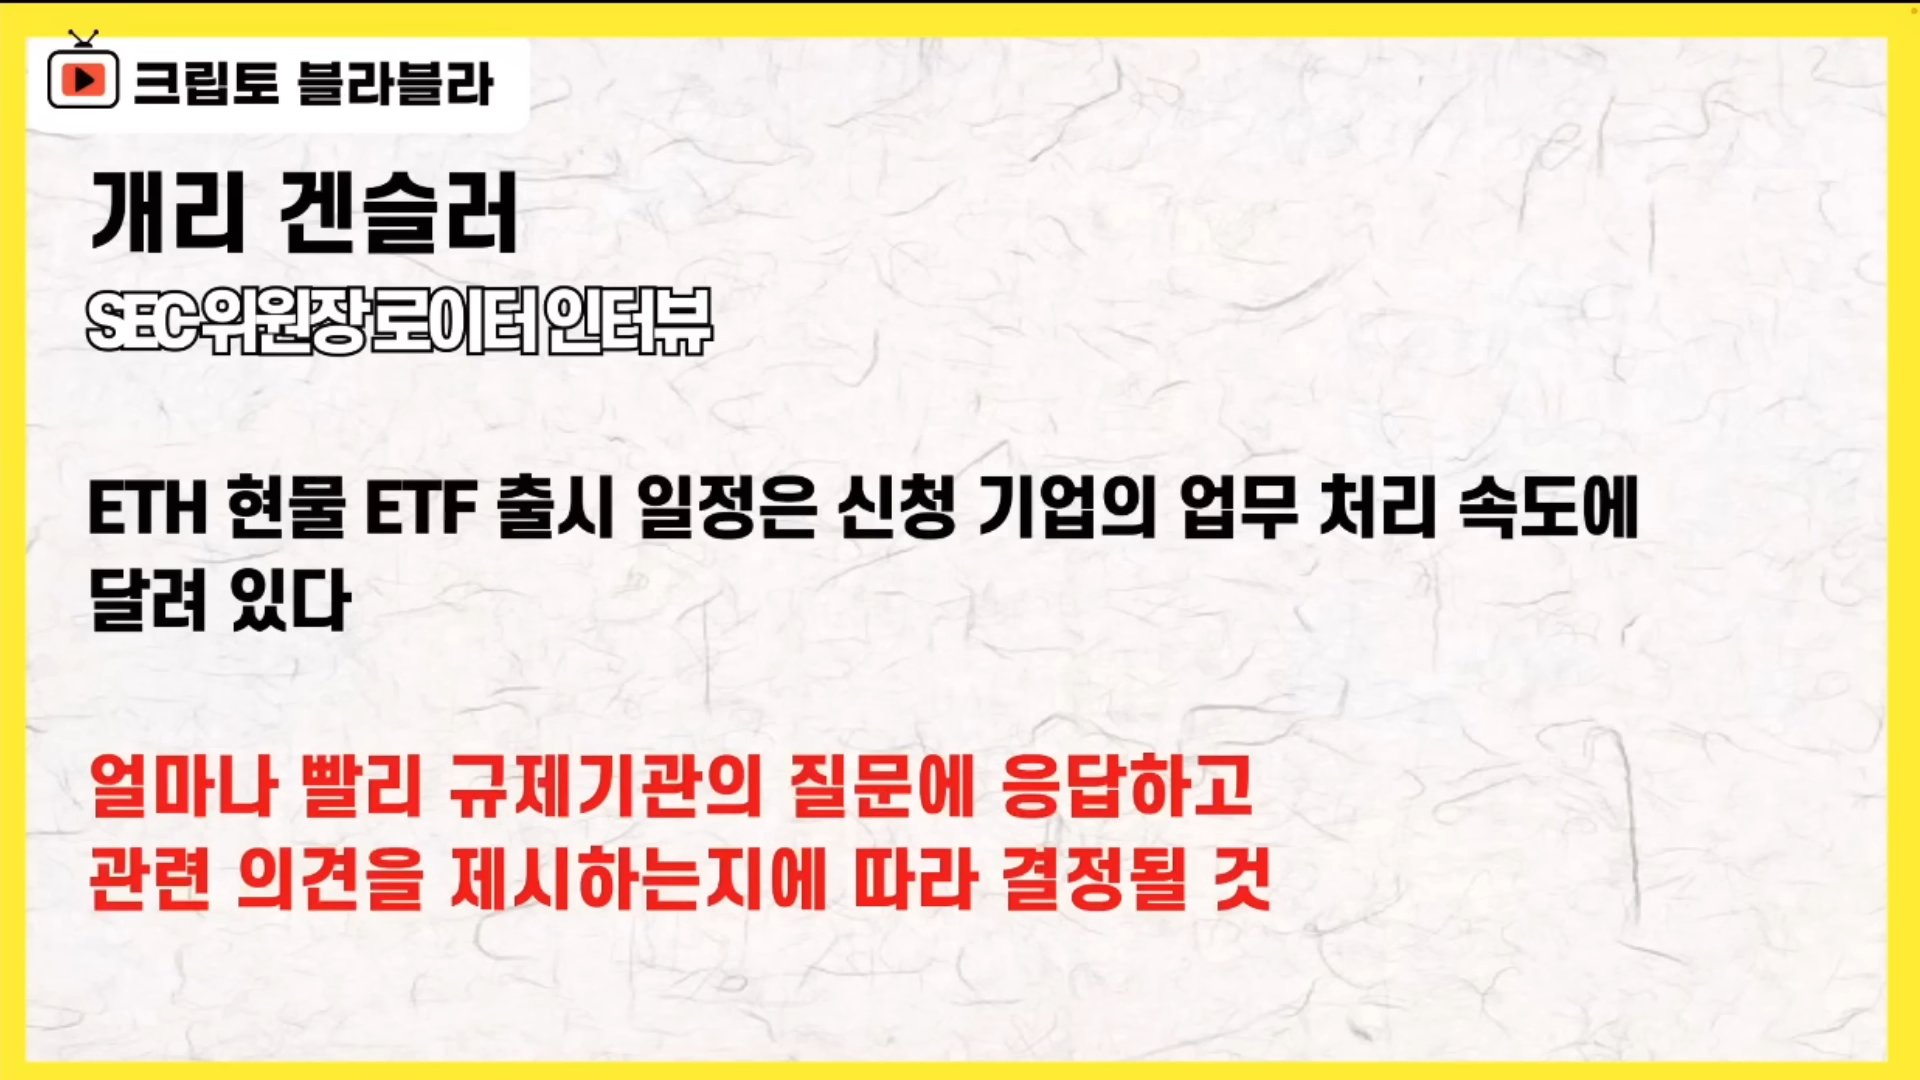 크립토 블라블라
개리 겐슬러
SEC 위원장 로이터 인터뷰
ETH 현물 ETF 출시 일정은 신청 기업의 업무 처리 속도에
달려 있다
얼마나 빨리 규제기관의 질문에 응답하고
관련 의견을 제시하는지에 따라 결정될 것